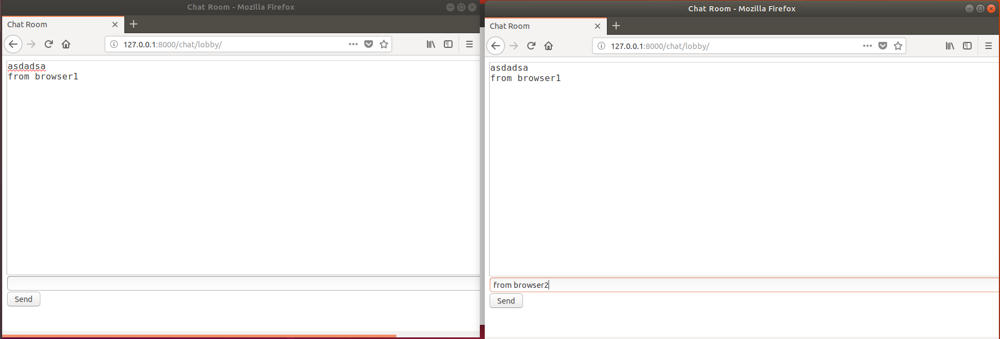 Chat Room - Mozilla Firefox
Chat Room
127.0.0.1:8000/chat/lobby/
asdadsa
from browser1
Send
Chat Room - Mozilla Firefox
Chat Room
127.0.0.1:8000/chat/lobby/
asdadsa
from browser1
from browser2
Send